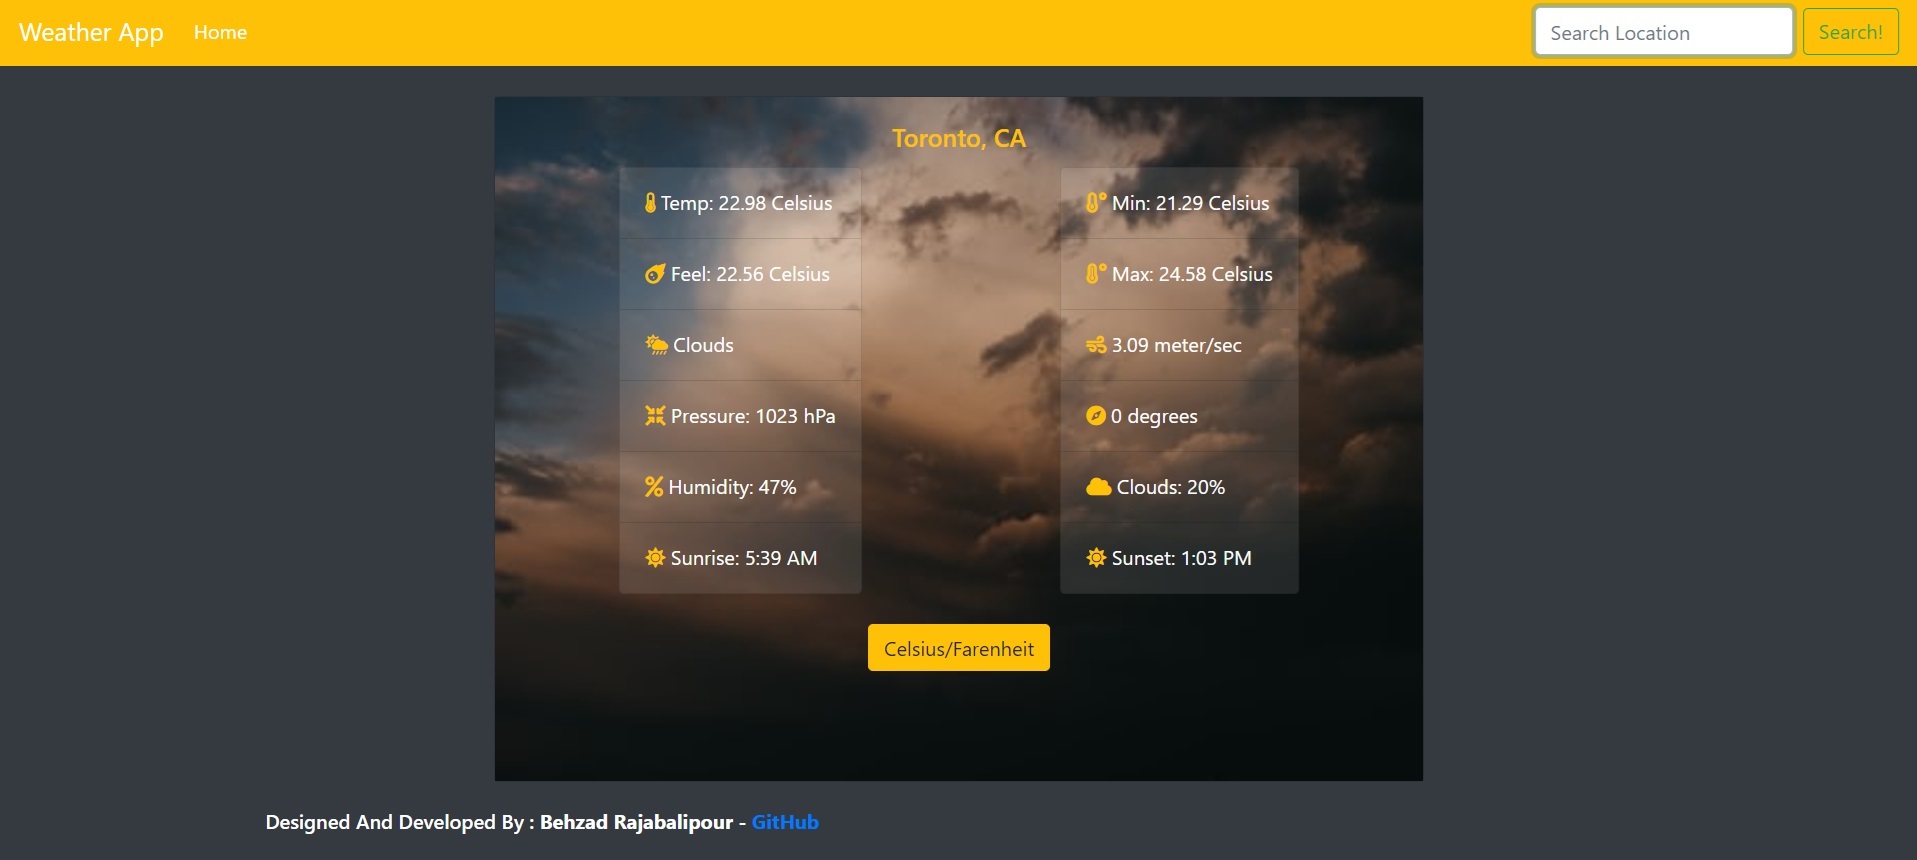 Weather App Home Search Location Search!
Toronto, CA
Temp: 22.98 Celsius
Feel: 22.56 Celsius
Clouds
Pressure: 1023 hPa
Humidity: 47%
Sunrise: 5:39 AM
Min: 21.29 Celsius
Max: 24.58 Celsius
3.09 meter/sec
0 degrees
Clouds: 20%
Sunset: 1:03 PM
Celsius/Farenheit
Designed And Developed By : Behzad Rajabalipour - GitHub